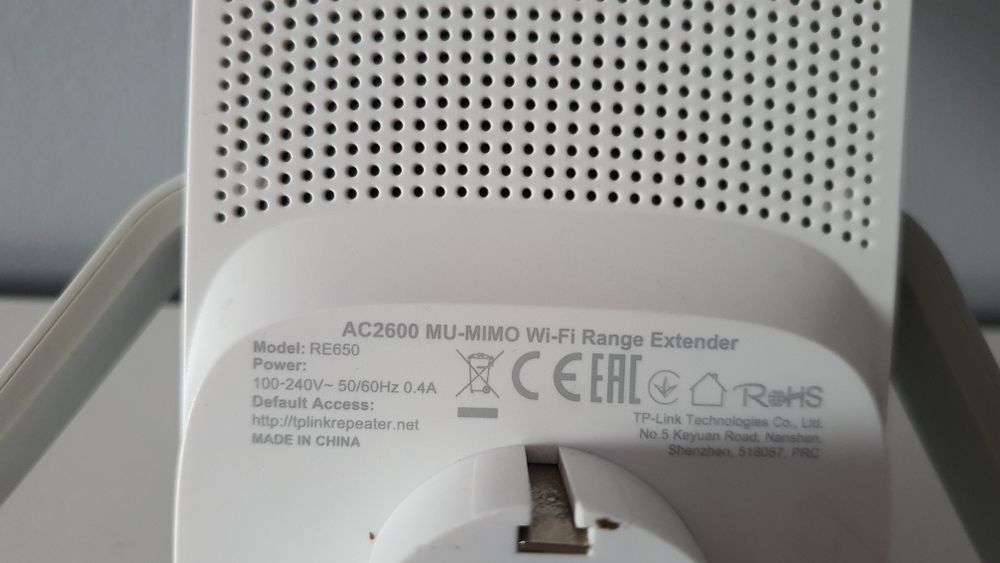 AC2600 MU-MIMO Wi-Fi Range Extender
Model: RE650
Power:
100-240V~ 50/60Hz 0.4A
Default Access:
http://tplinkrepeater.net
MADE IN CHINA
CE EAC RoHS
TP-Link Technologies Co., Ltd.
No.5 Keyuan Road, Nanshan,
Shenzhen, 518057, PRC